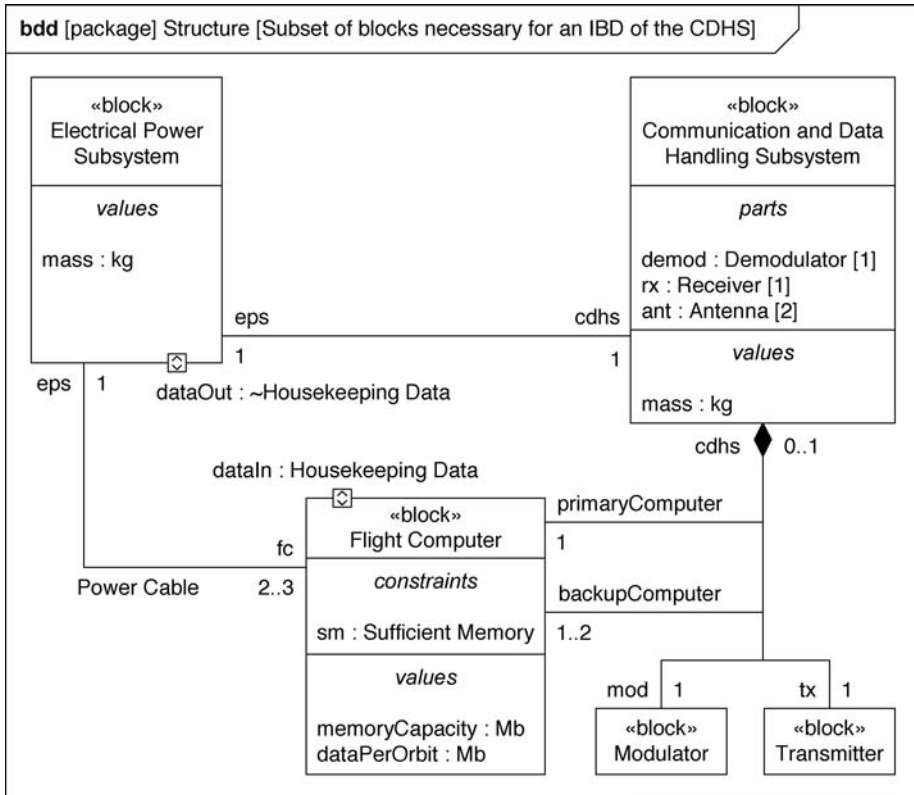 bdd [package] Structure [Subset of blocks necessary for an IBD of the CDHS]
«block»
Electrical Power
Subsystem
values
mass : kg
«block»
Communication and Data
Handling Subsystem
parts
demod : Demodulator [1]
rx : Receiver [1]
ant : Antenna [2]
values
mass : kg
eps
1
cdhs
1
eps
1
dataOut : ~Housekeeping Data
cdhs
0..1
dataIn : Housekeeping Data
«block»
Flight Computer
constraints
sm : Sufficient Memory
values
memoryCapacity : Mb
dataPerOrbit : Mb
fc
Power Cable
2..3
primaryComputer
1
backupComputer
1..2
mod
1
tx
1
«block»
Modulator
«block»
Transmitter